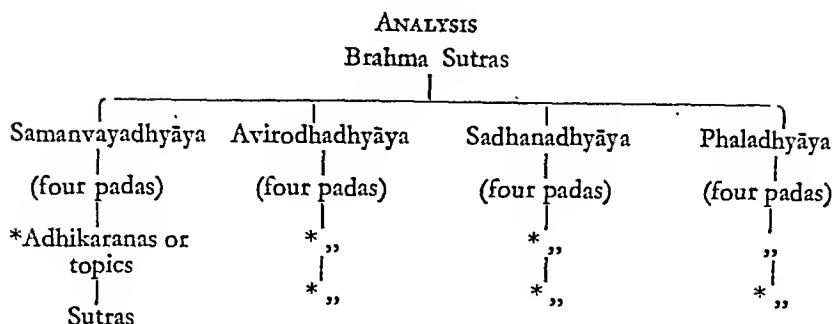 ANALYSIS
Brahma Sutras
Samanvayadhyāya Avirodhadhyāya Sadhanadhyāya Phaladhyāya
(four padas) (four padas) (four padas) (four padas)
*Adhikaranas or *„ *„ „
topics
*„ *„ *„
Sutras